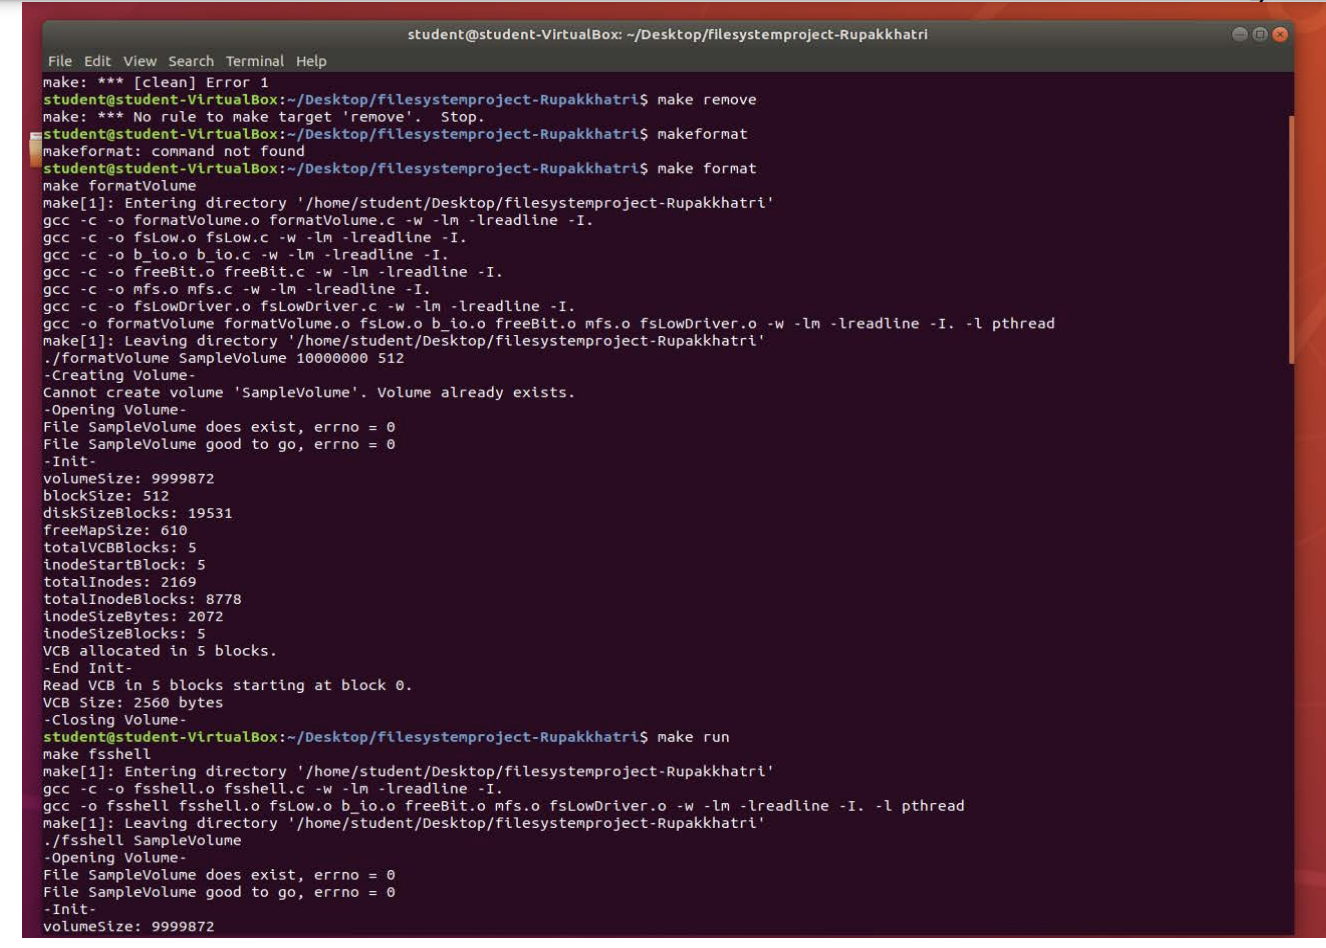 student@student-VirtualBox: ~/Desktop/filesystemproject-Rupakkhatri
File Edit View Search Terminal Help
make: *** [clean] Error 1
student@student-VirtualBox:~/Desktop/filesystemproject-Rupakkhatri$ make remove
make: *** No rule to make target 'remove'.  Stop.
student@student-VirtualBox:~/Desktop/filesystemproject-Rupakkhatri$ makeformat
makeformat: command not found
student@student-VirtualBox:~/Desktop/filesystemproject-Rupakkhatri$ make format
make formatVolume
make[1]: Entering directory '/home/student/Desktop/filesystemproject-Rupakkhatri'
gcc -c -o formatVolume.o formatVolume.c -w -lm -lreadline -I.
gcc -c -o fsLow.o fsLow.c -w -lm -lreadline -I.
gcc -c -o b_io.o b_io.c -w -lm -lreadline -I.
gcc -c -o freeBit.o freeBit.c -w -lm -lreadline -I.
gcc -c -o mfs.o mfs.c -w -lm -lreadline -I.
gcc -c -o fsLowDriver.o fsLowDriver.c -w -lm -lreadline -I.
gcc -o formatVolume formatVolume.o fsLow.o b_io.o freeBit.o mfs.o fsLowDriver.o -w -lm -lreadline -I. -l pthread
make[1]: Leaving directory '/home/student/Desktop/filesystemproject-Rupakkhatri'
./formatVolume SampleVolume 10000000 512
-Creating Volume-
Cannot create volume 'SampleVolume'. Volume already exists.
-Opening Volume-
File SampleVolume does exist, errno = 0
File SampleVolume good to go, errno = 0
-Init-
volumeSize: 9999872
blockSize: 512
diskSizeBlocks: 19531
freeMapSize: 610
totalVCBBlocks: 5
inodeStartBlock: 5
totalInodes: 2169
totalInodeBlocks: 8778
inodeSizeBytes: 2072
inodeSizeBlocks: 5
VCB allocated in 5 blocks.
-End Init-
Read VCB in 5 blocks starting at block 0.
VCB Size: 2560 bytes
-Closing Volume-
student@student-VirtualBox:~/Desktop/filesystemproject-Rupakkhatri$ make run
make fsshell
make[1]: Entering directory '/home/student/Desktop/filesystemproject-Rupakkhatri'
gcc -c -o fsshell.o fsshell.c -w -lm -lreadline -I.
gcc -o fsshell fsshell.o fsLow.o b_io.o freeBit.o mfs.o fsLowDriver.o -w -lm -lreadline -I. -l pthread
make[1]: Leaving directory '/home/student/Desktop/filesystemproject-Rupakkhatri'
./fsshell SampleVolume
-Opening Volume-
File SampleVolume does exist, errno = 0
File SampleVolume good to go, errno = 0
-Init-
volumeSize: 9999872